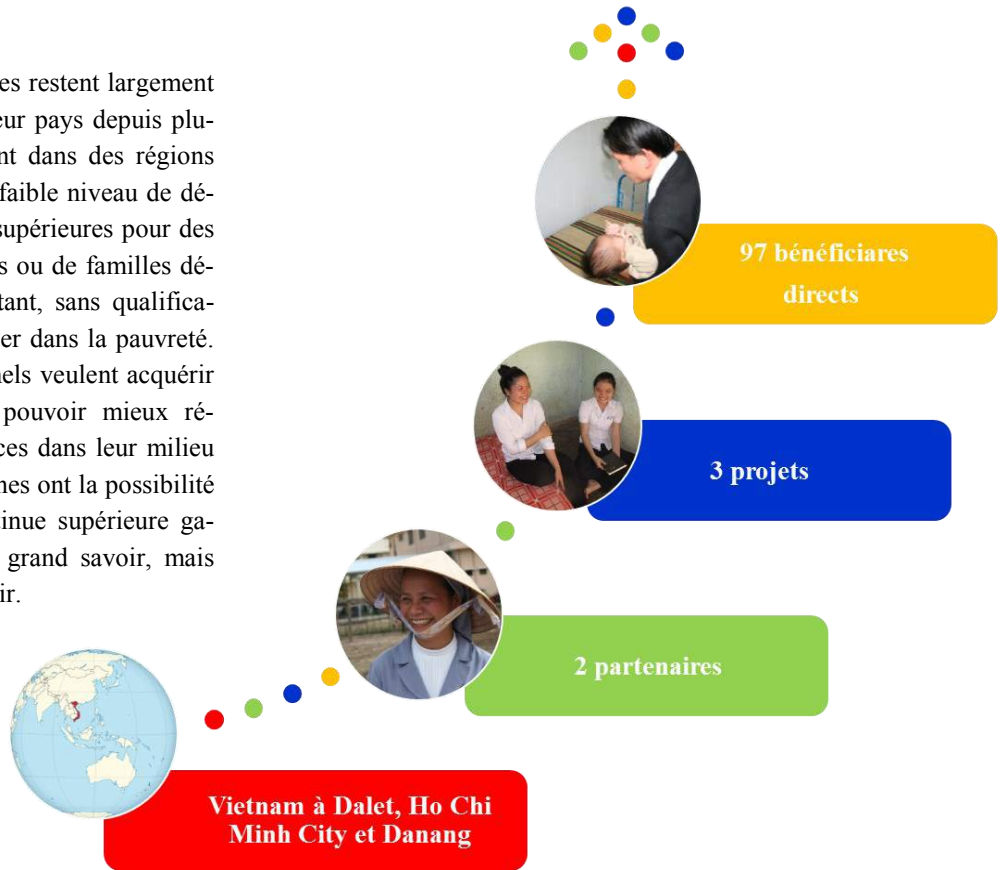 es restent largement
eur pays depuis plu-
nt dans des régions
faible niveau de dé-
supérieures pour des
s ou de familles dé-
tant, sans qualifica-
er dans la pauvreté.
nels veulent acquérir
pouvoir mieux ré-
ces dans leur milieu
nes ont la possibilité
tinue supérieure ga-
grand savoir, mais
ir.
97 bénéficiares
directs
3 projets
2 partenaires
Vietnam à Dalet, Ho Chi
Minh City et Danang